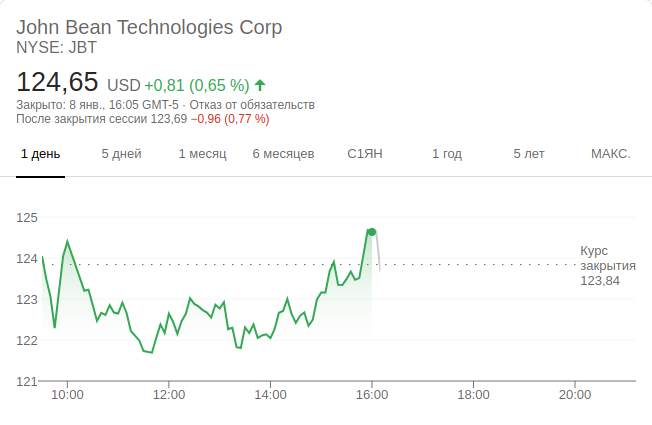 John Bean Technologies Corp
NYSE: JBT
124,65 USD +0,81 (0,65 %)
Закрыто: 8 янв., 16:05 GMT-5 · Отказ от обязательств
После закрытия сессии 123,69 −0,96 (0,77 %)
1 день 5 дней 1 месяц 6 месяцев С1ЯН 1 год 5 лет МАКС.
125
124
123
122
121
Курс
закрытия
123,84
10:00 12:00 14:00 16:00 18:00 20:00